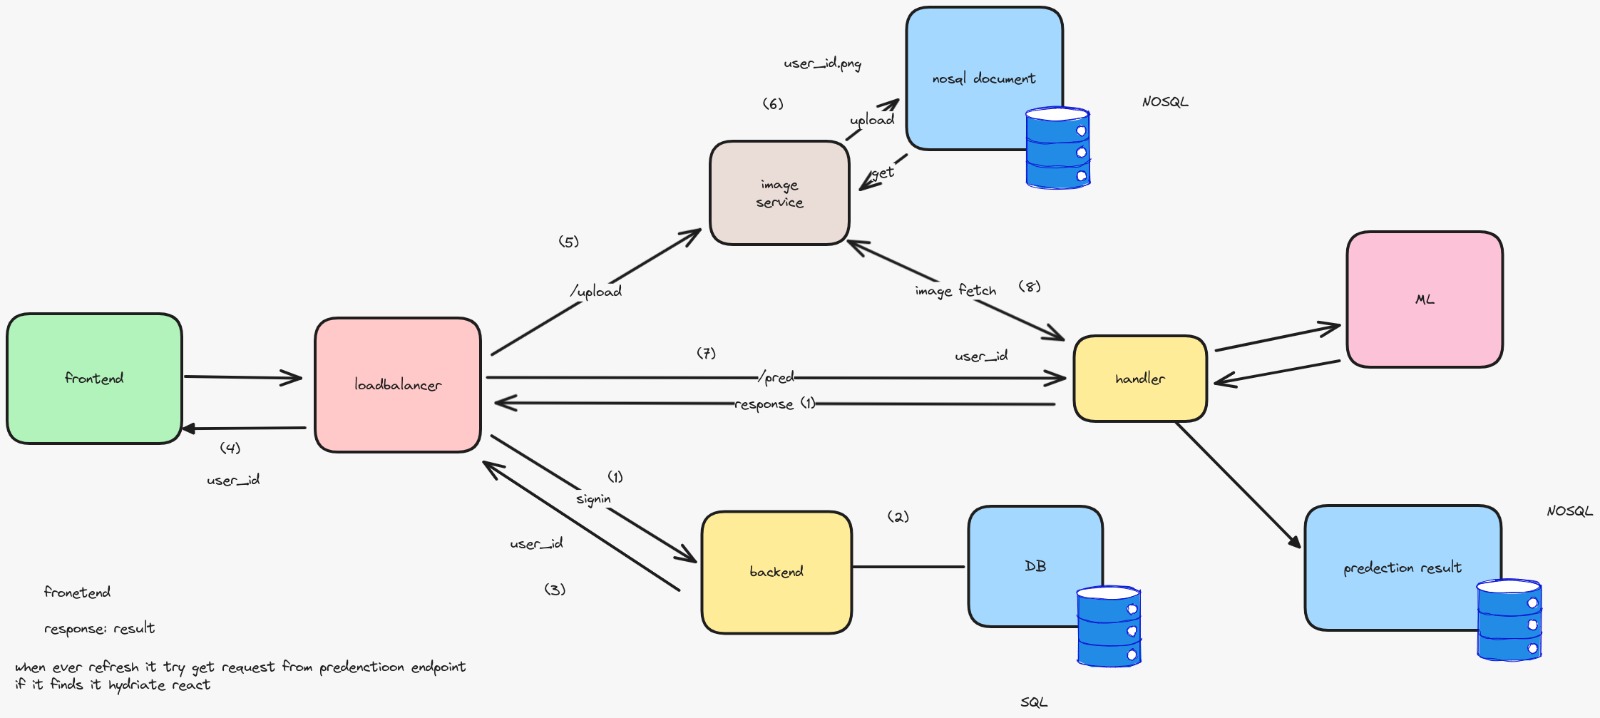 user_id.png
nosql document
(6)
NOSQL
upload
get
image
service
(5)
/upload
image fetch
(8)
ML
(7)
user_id
/pred
frontend
loadbalancer
handler
response (1)
(4)
user_id
(1)
signin
user_id
(3)
backend
(2)
DB
SQL
predection result
NOSQL
fronetend
response: result
when ever refresh it try get request from predenctioon endpoint
if it finds it hydriate react